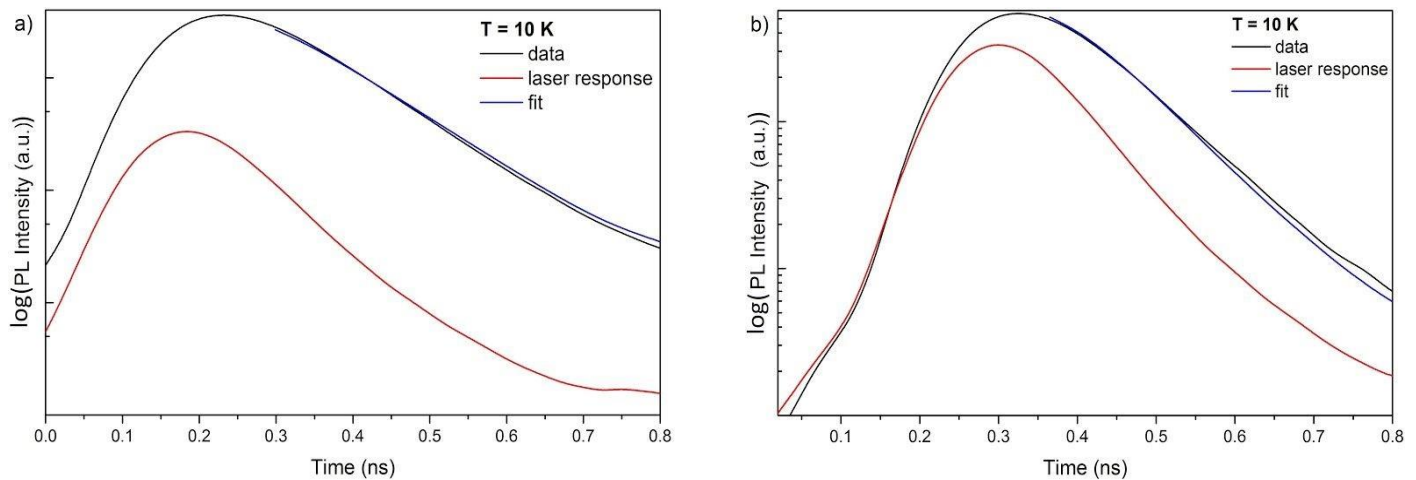 a)
T = 10 K
data
laser response
fit
log(PL Intensity (a.u.))
0.0 0.1 0.2 0.3 0.4 0.5 0.6 0.7 0.8
Time (ns)
b)
T = 10 K
data
laser response
fit
log(PL Intensity (a.u.))
0.1 0.2 0.3 0.4 0.5 0.6 0.7 0.8
Time (ns)